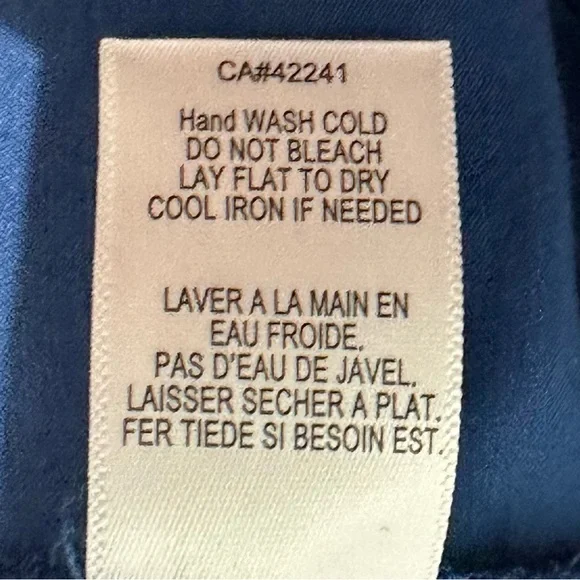 CA#42241
Hand WASH COLD
DO NOT BLEACH
LAY FLAT TO DRY
COOL IRON IF NEEDED
LAVER A LA MAIN EN
EAU FROIDE.
PAS D'EAU DE JAVEL.
LAISSER SECHER A PLAT.
FER TIEDE SI BESOIN EST.